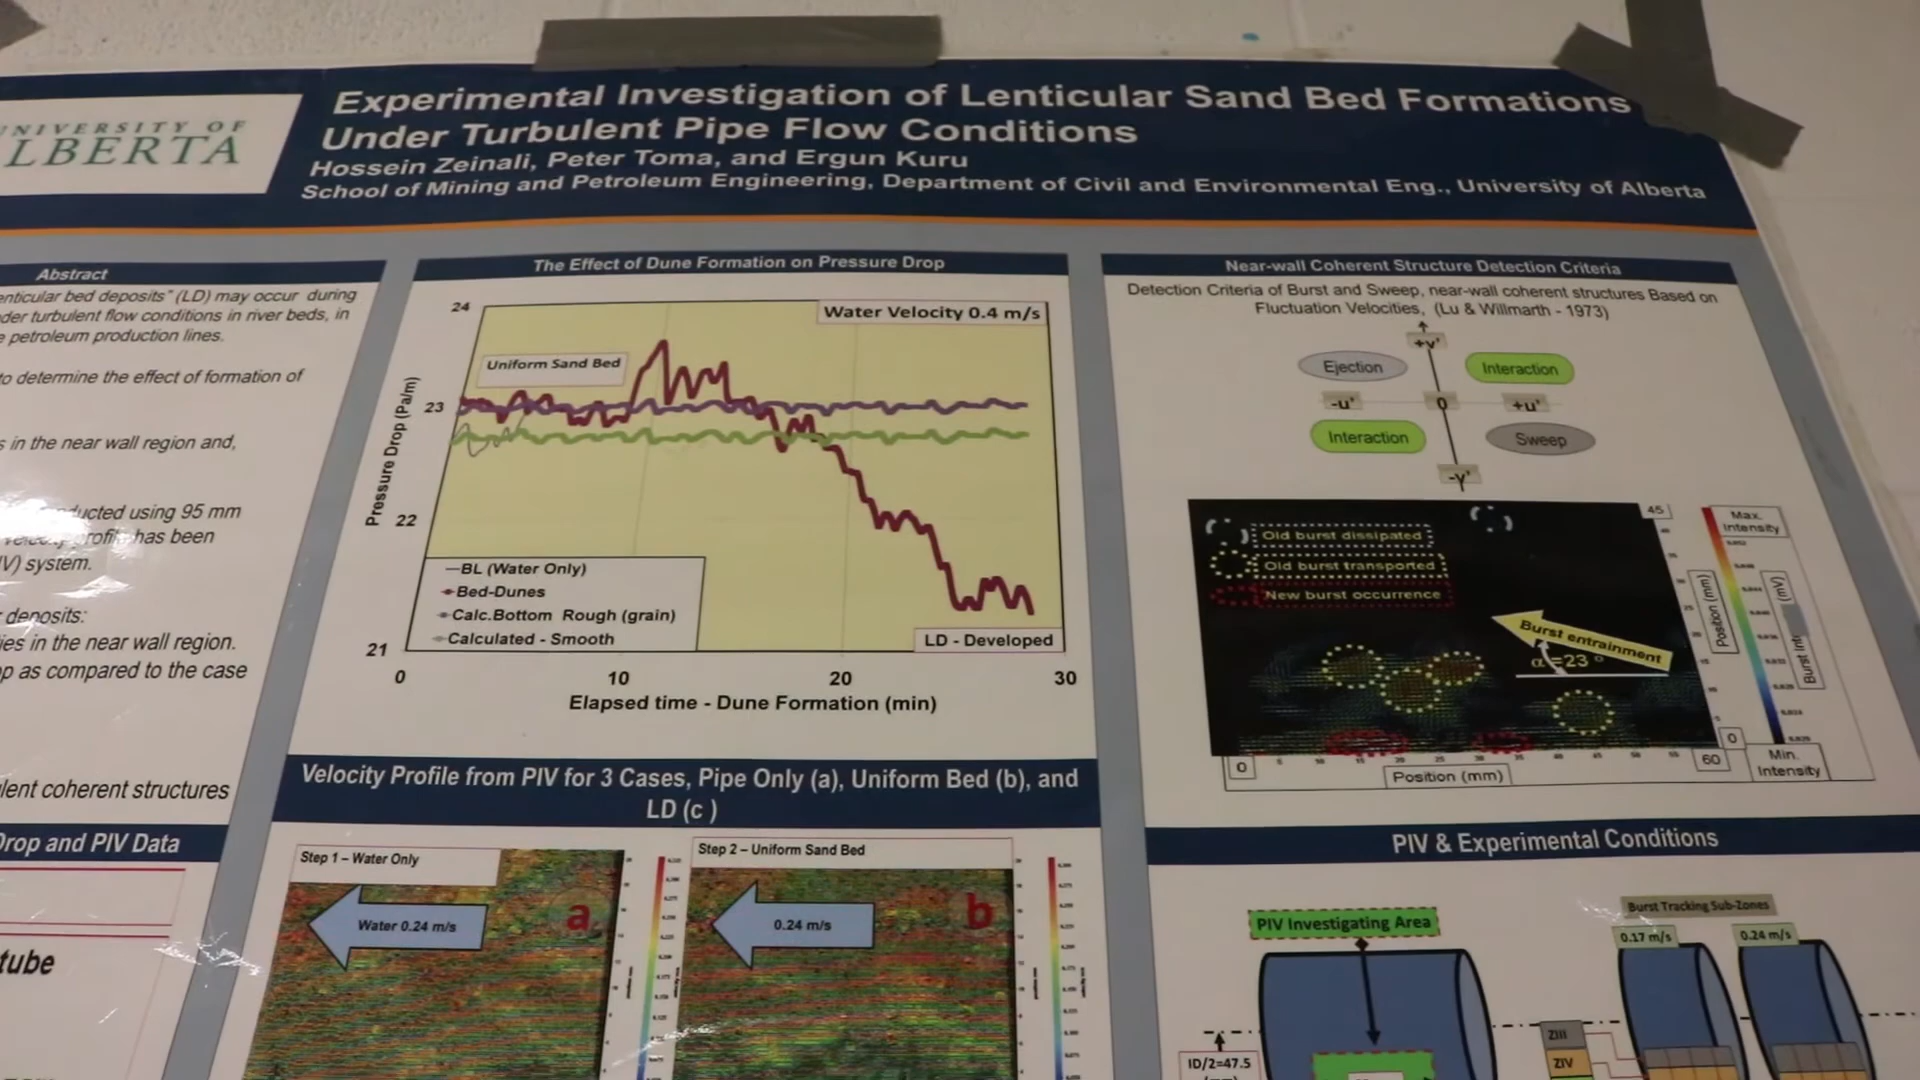 UNIVERSITY OF
LBERTA
Experimental Investigation of Lenticular Sand Bed Formations
Under Turbulent Pipe Flow Conditions
Hossein Zeinali, Peter Toma, and Ergun Kuru
School of Mining and Petroleum Engineering, Department of Civil and Environmental Eng., University of Alberta
Abstract
enticular bed deposits" (LD) may occur during
der turbulent flow conditions in river beds, in
petroleum production lines.
to determine the effect of formation of
s in the near wall region and,
ducted using 95 mm
has been
IV) system.
deposits:
ies in the near wall region.
op as compared to the case
lent coherent structures
Drop and PIV Data
tube
The Effect of Dune Formation on Pressure Drop
24
Water Velocity 0.4 m/s
Uniform Sand Bed
23
Pressure Drop (Pa/m)
22
BL (Water Only)
Bed-Dunes
Calc.Bottom Rough (grain)
Calculated - Smooth
LD - Developed
21
0
10
20
30
Elapsed time - Dune Formation (min)
Velocity Profile from PIV for 3 Cases, Pipe Only (a), Uniform Bed (b), and
LD (c )
Step 1 – Water Only
Water 0.24 m/s
a
Step 2 – Uniform Sand Bed
0.24 m/s
b
Near-wall Coherent Structure Detection Criteria
Detection Criteria of Burst and Sweep, near-wall coherent structures Based on
Fluctuation Velocities, (Lu & Willmarth - 1973)
+v'
Ejection
Interaction
-u'
0
+u'
Interaction
Sweep
-v'
45
Max.
Intensity
Old burst dissipated
Old burst transported
New burst occurrence
Burst entrainment
α =23 °
Position (mm)
(mV)
Burst Int
0
Position (mm)
60
0
Min.
Intensity
PIV & Experimental Conditions
PIV Investigating Area
Burst Tracking Sub-Zones
0.17 m/s
0.24 m/s
ID/2=47.5
ZIII
ZIV